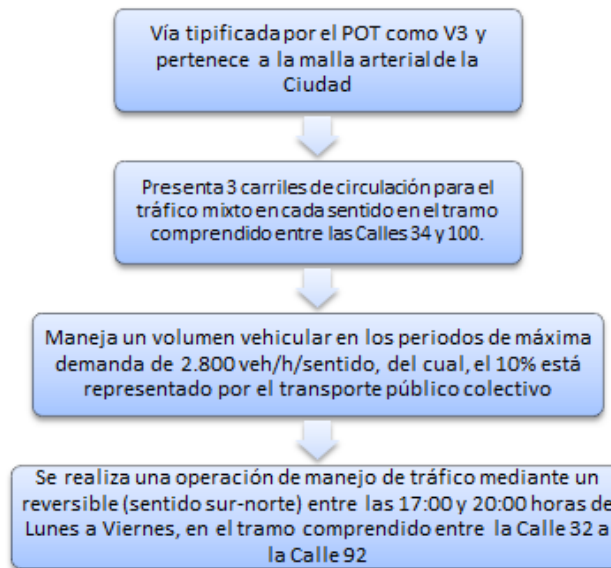 Vía tipificada por el POT como V3 y
pertenece a la malla arterial de la
Ciudad
Presenta 3 carriles de circulación para el
tráfico mixto en cada sentido en el tramo
comprendido entre las Calles 34 y 100.
Maneja un volumen vehicular en los periodos de máxima
demanda de 2.800 veh/h/sentido, del cual, el 10% está
representado por el transporte público colectivo
Se realiza una operación de manejo de tráfico mediante un
reversible (sentido sur-norte) entre las 17:00 y 20:00 horas de
Lunes a Viernes, en el tramo comprendido entre la Calle 32 a
la Calle 92